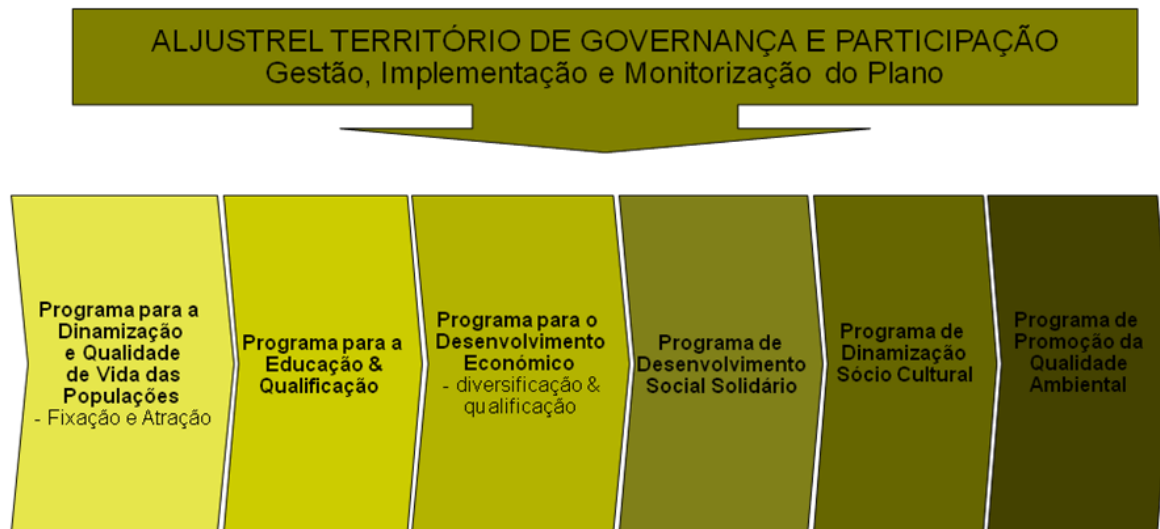 ALJUSTREL TERRITÓRIO DE GOVERNANÇA E PARTICIPAÇÃO
Gestão, Implementação e Monitorização do Plano
Programa para a
Dinamização
e Qualidade
de Vida das
Populações
- Fixação e Atração
Programa para a
Educação &
Qualificação
Programa para o
Desenvolvimento
Económico
- diversificação &
qualificação
Programa de
Desenvolvimento
Social Solidário
Programa de
Dinamização
Sócio Cultural
Programa de
Promoção da
Qualidade
Ambiental